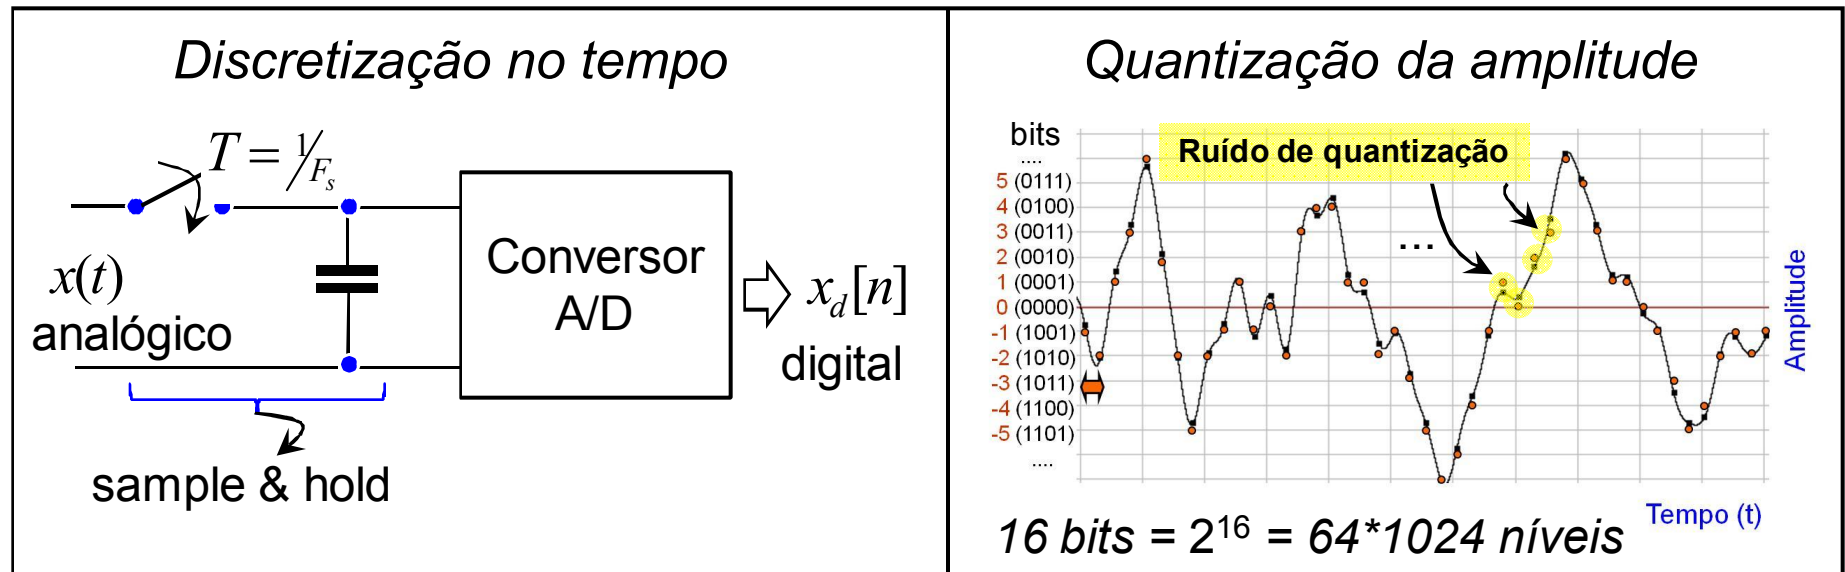 Discretização no tempo
T = 1/Fs
x(t)
analógico
Conversor
A/D
xd[n]
digital
sample & hold
Quantização da amplitude
bits
....
Ruído de quantização
5 (0111)
4 (0100)
3 (0011)
2 (0010)
1 (0001)
0 (0000)
-1 (1001)
-2 (1010)
-3 (1011)
-4 (1100)
-5 (1101)
....
...
Amplitude
Tempo (t)
16 bits = 2^16 = 64*1024 níveis